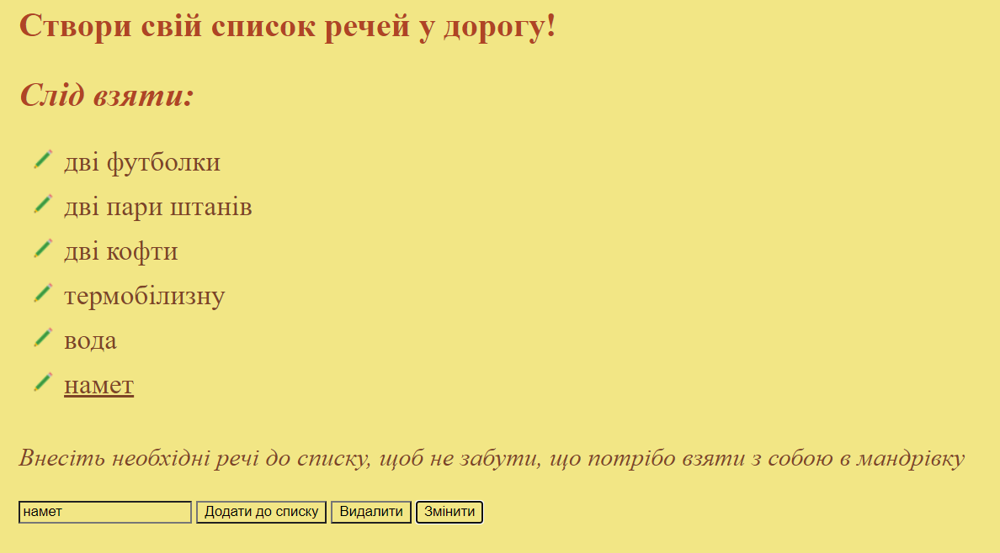 Створи свій список речей у дорогу!
Слід взяти:
дві футболки
дві пари штанів
дві кофти
термобілизну
вода
намет
Внесіть необхідні речі до списку, щоб не забути, що потрібо взяти з собою в мандрівку
намет Додати до списку Видалити Змінити